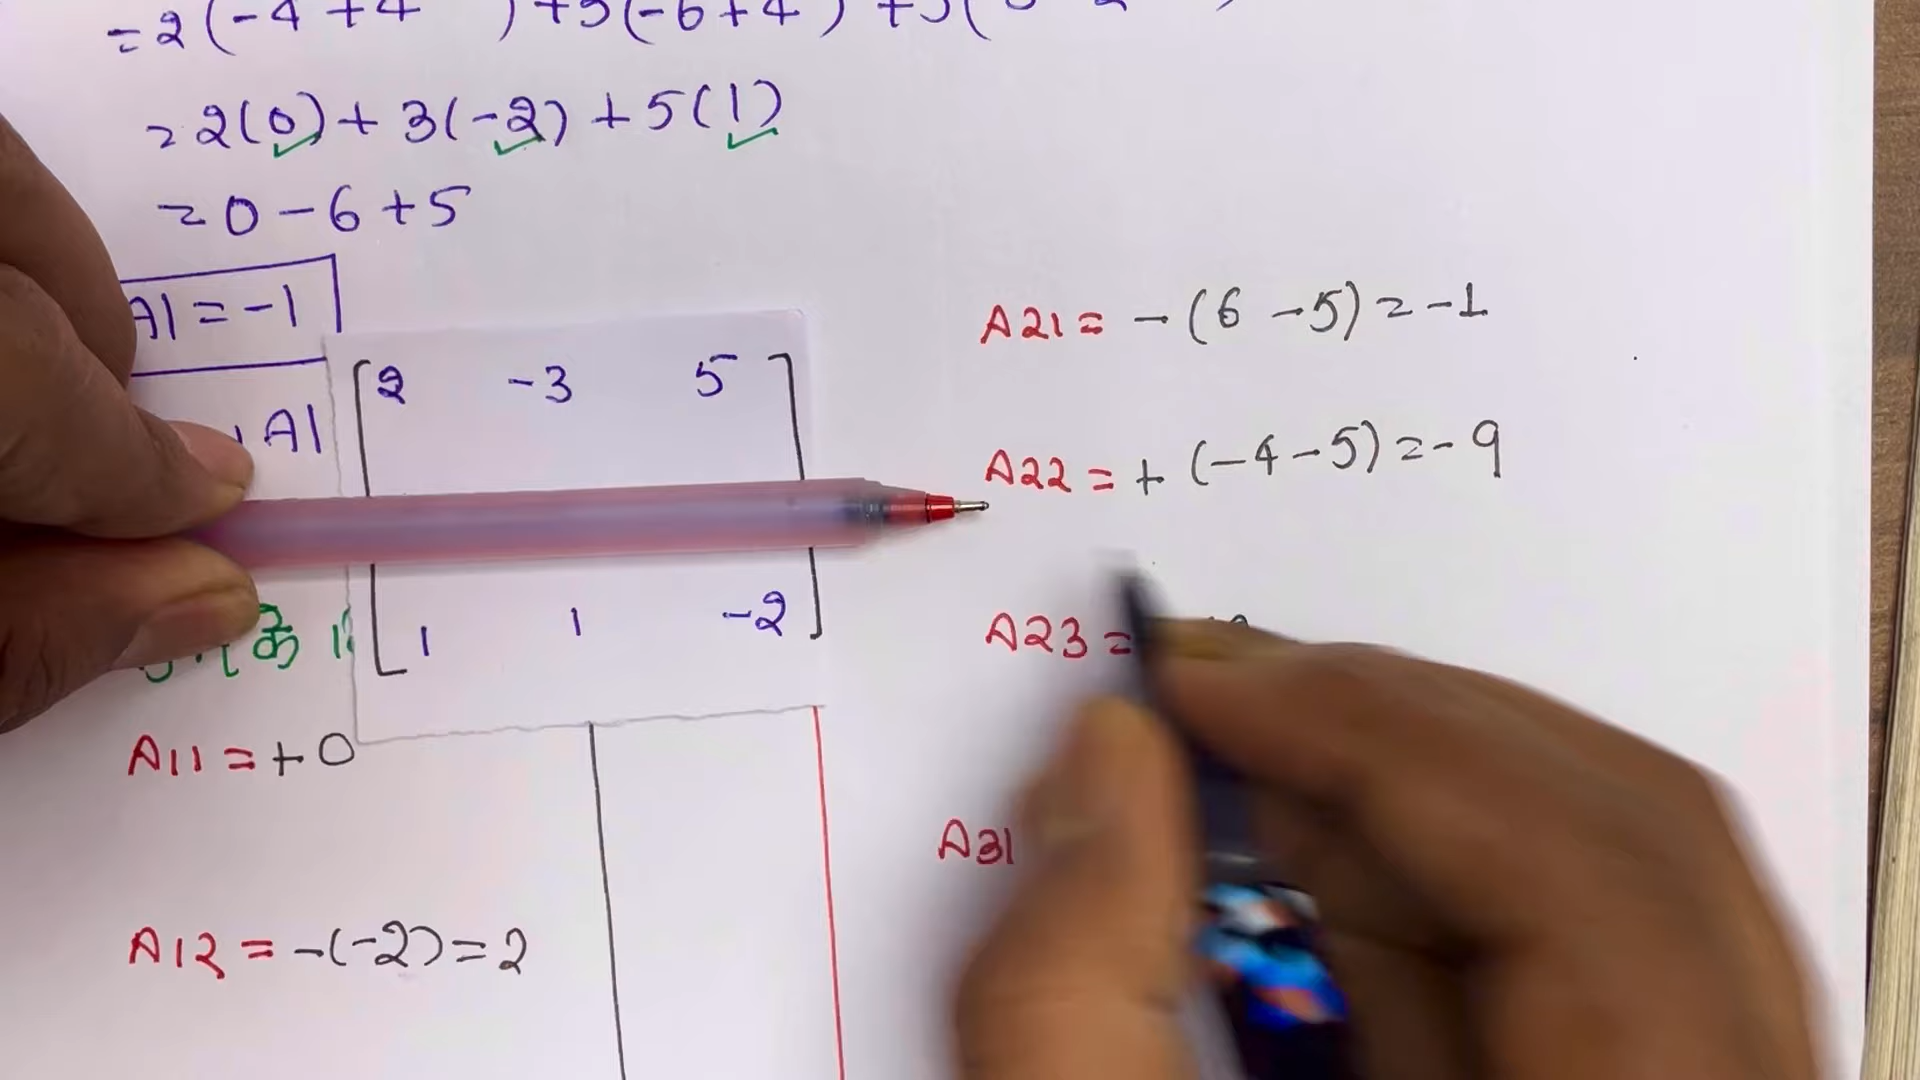 =2(-4+4 ) +3(-6+4) +5(
=2(0)+3(-2)+5(1)
=0-6+5
A| = -1
|A|
2 -3 5
1 1 -2
A11 = +0
A12 = -(-2) = 2
A21 = -(6-5) = -1
A22 = +(-4-5) = -9
A23 =
A31